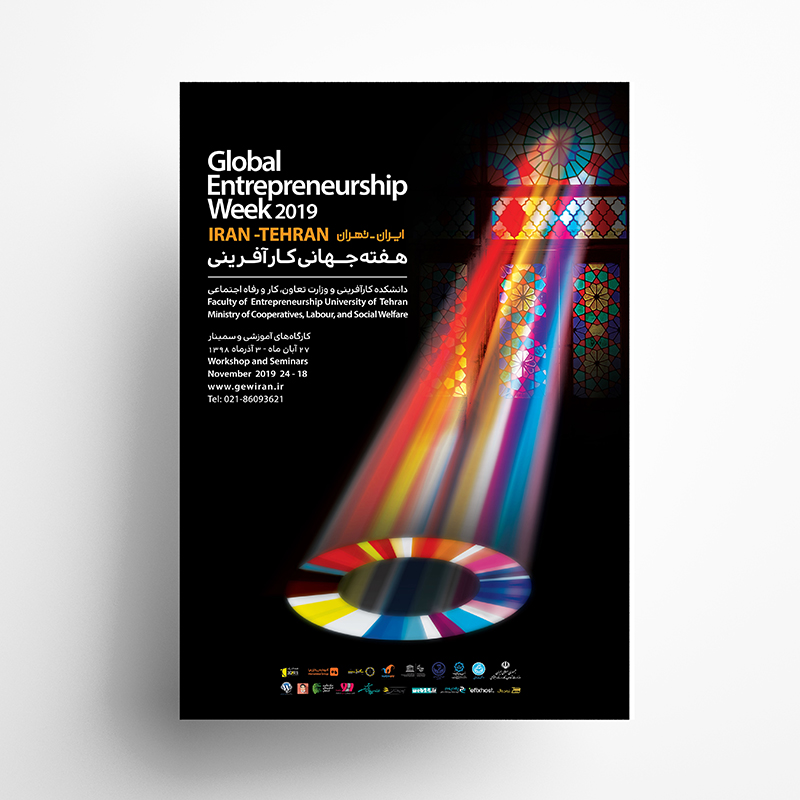 Global
Entrepreneurship
Week 2019
IRAN -TEHRAN ایران - تهران
هفته جهانی کارآفرینی
دانشکده کارآفرینی و وزارت تعاون، کار و رفاه اجتماعی
Faculty of Entrepreneurship University of Tehran
Ministry of Cooperatives, Labour, and Social Welfare
کارگاه‌های آموزشی و سمینار
۲۷ آبان ماه - ۳ آذرماه ۱۳۹۸
Workshop and Seminars
November 2019 24 - 18
www.gewiran.ir
Tel: 021-86093621